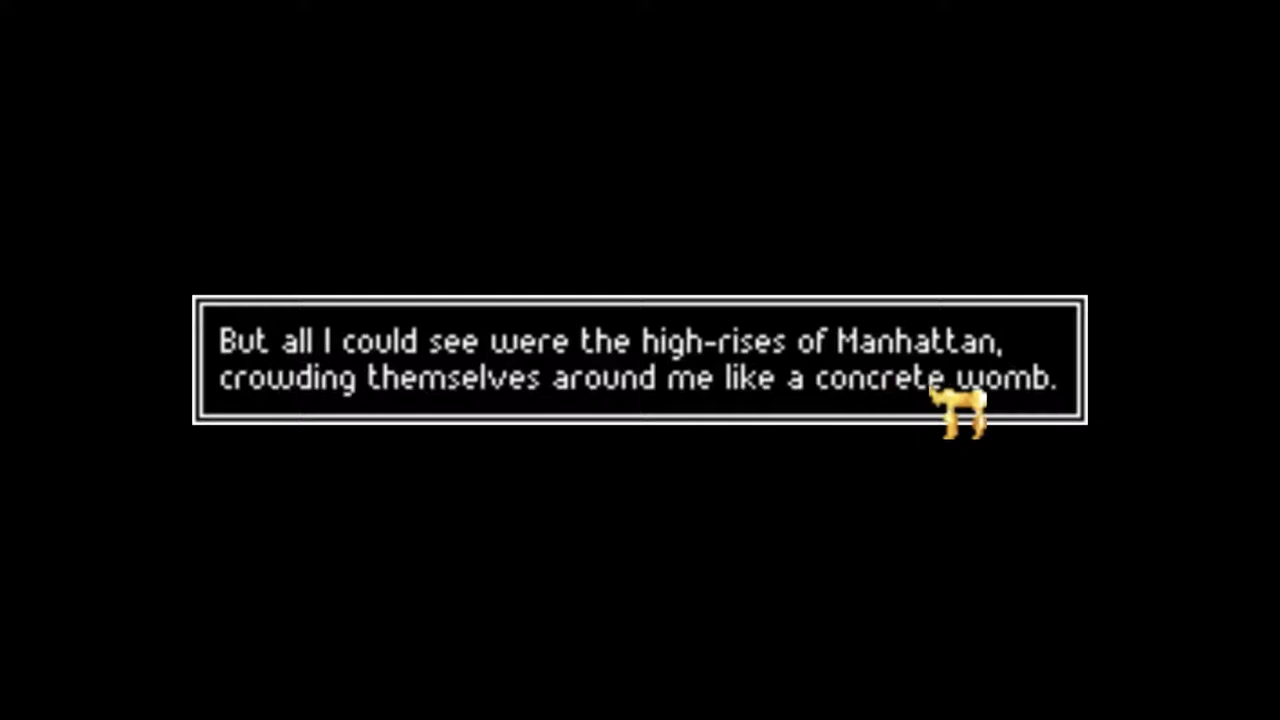 But all I could see were the high-rises of Manhattan,
crowding themselves around me like a concrete womb.